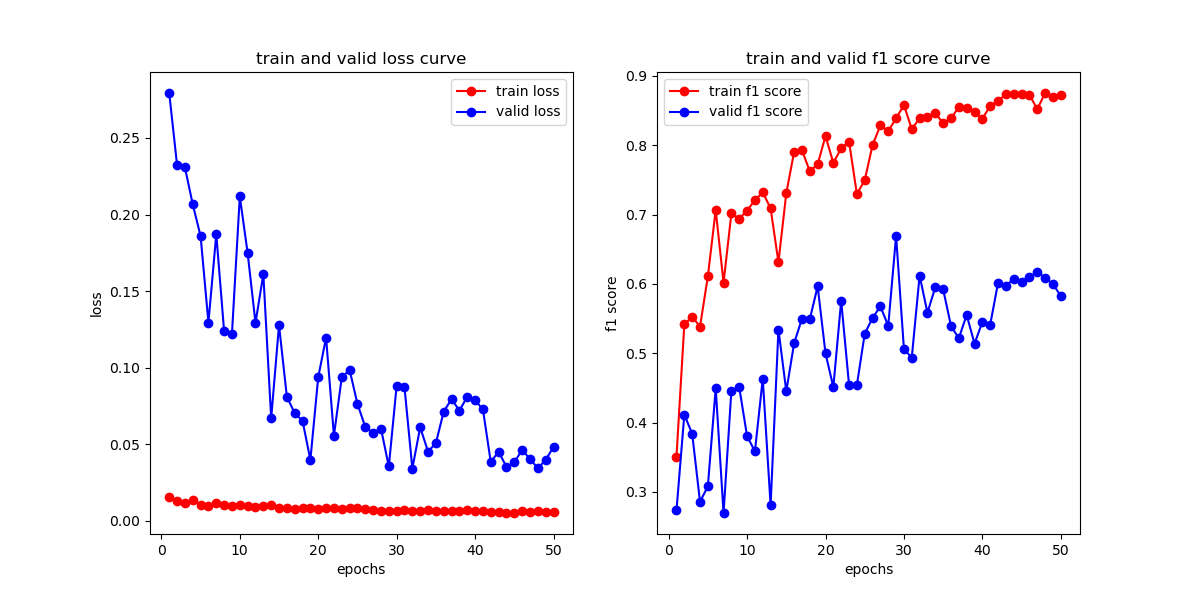 train and valid loss curve
train loss
valid loss
loss
0.25
0.20
0.15
0.10
0.05
0.00
0 10 20 30 40 50
epochs
train and valid f1 score curve
train f1 score
valid f1 score
f1 score
0.9
0.8
0.7
0.6
0.5
0.4
0.3
0 10 20 30 40 50
epochs